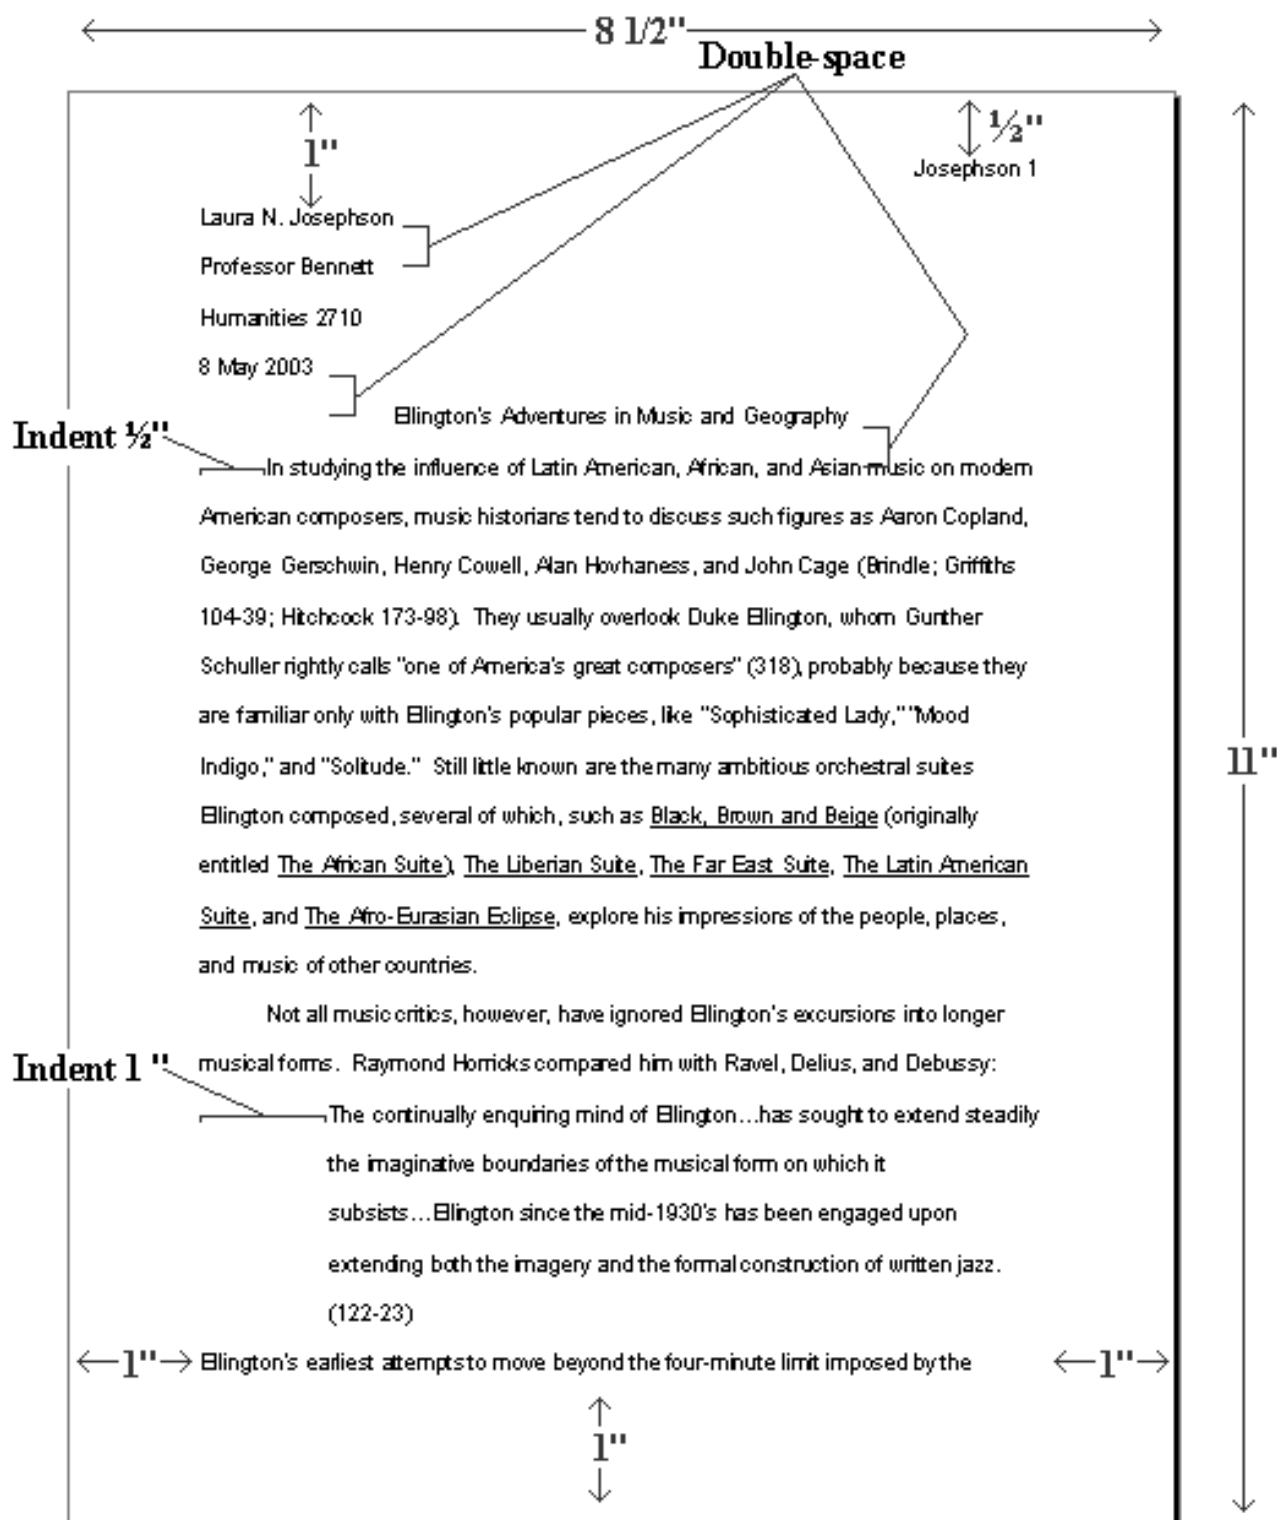 8 1/2"
Double-space
1"
½"
Josephson 1
Laura N. Josephson
Professor Bennett
Humanities 2710
8 May 2003
Ellington's Adventures in Music and Geography
Indent ½"
In studying the influence of Latin American, African, and Asian music on modern
American composers, music historians tend to discuss such figures as Aaron Copland,
George Gerschwin, Henry Cowell, Alan Hovhaness, and John Cage (Brindle; Griffiths
104-39; Hitchcock 173-98). They usually overlook Duke Ellington, whom Gunther
Schuller rightly calls "one of America's great composers" (318), probably because they
are familiar only with Ellington's popular pieces, like "Sophisticated Lady," "Mood
Indigo," and "Solitude." Still little known are the many ambitious orchestral suites
11"
Ellington composed, several of which, such as Black, Brown and Beige (originally
entitled The African Suite), The Liberian Suite, The Far East Suite, The Latin American
Suite, and The Afro-Eurasian Eclipse, explore his impressions of the people, places,
and music of other countries.
Not all music critics, however, have ignored Ellington's excursions into longer
musical forms. Raymond Horricks compared him with Ravel, Delius, and Debussy:
Indent 1 "
The continually enquiring mind of Ellington...has sought to extend steadily
the imaginative boundaries of the musical form on which it
subsists...Ellington since the mid-1930's has been engaged upon
extending both the imagery and the formal construction of written jazz.
(122-23)
1" Ellington's earliest attempts to move beyond the four-minute limit imposed by the 1"
1"